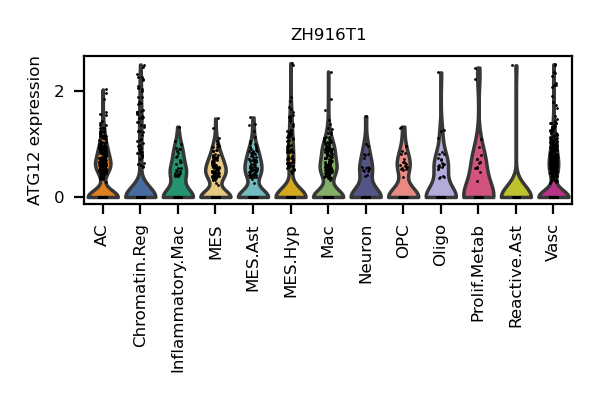 ZH916T1
ATG12 expression
2
0
AC
Chromatin.Reg
Inflammatory.Mac
MES
MES.Ast
MES.Hyp
Mac
Neuron
OPC
Oligo
Prolif.Metab
Reactive.Ast
Vasc